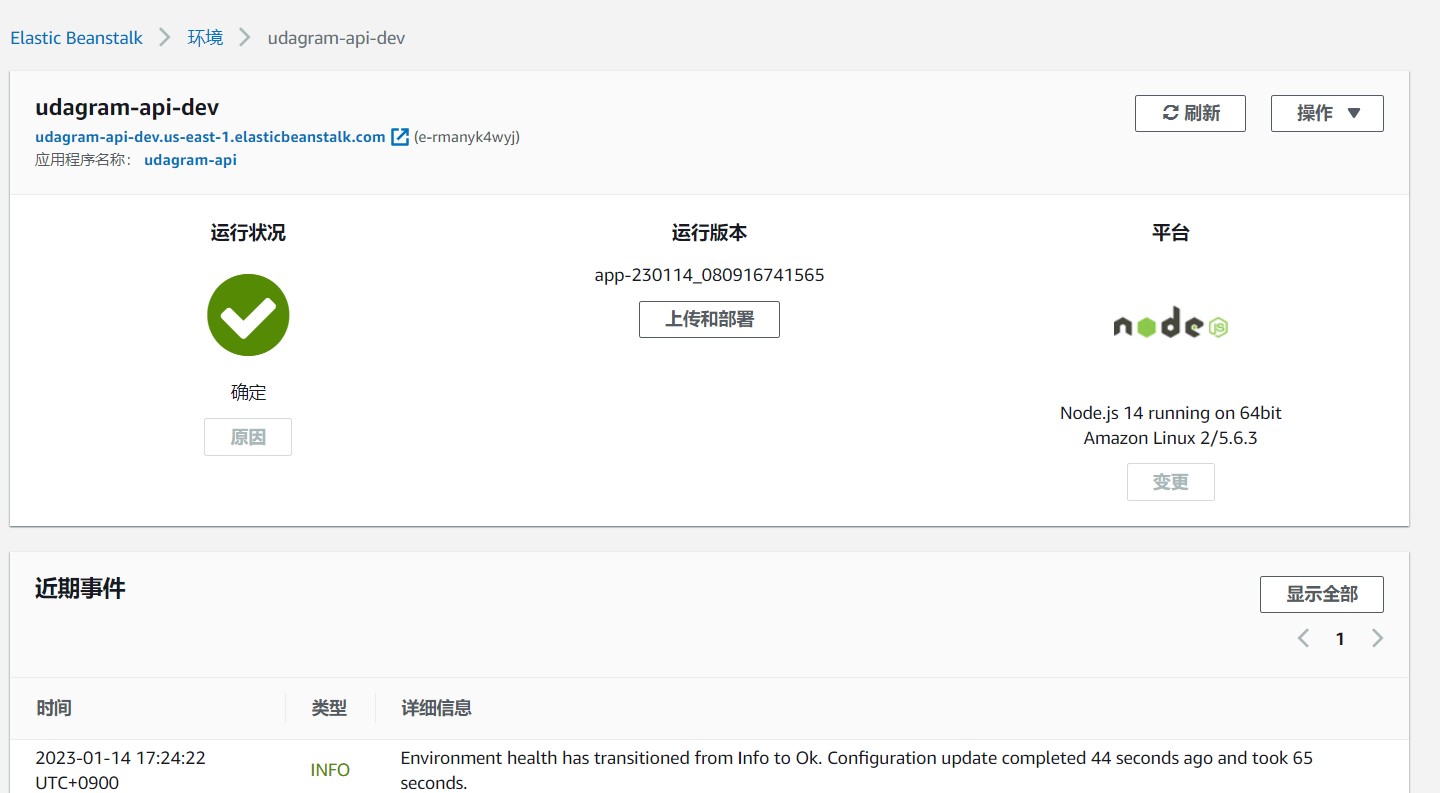 Elastic Beanstalk > 环境 > udagram-api-dev
udagram-api-dev
刷新
操作
udagram-api-dev.us-east-1.elasticbeanstalk.com (e-rmanyk4wyj)
应用程序名称: udagram-api
运行状况
确定
原因
运行版本
app-230114_080916741565
上传和部署
平台
node JS
Node.js 14 running on 64bit
Amazon Linux 2/5.6.3
变更
近期事件
显示全部
1
时间 类型 详细信息
2023-01-14 17:24:22
UTC+0900
INFO
Environment health has transitioned from Info to Ok. Configuration update completed 44 seconds ago and took 65
seconds.